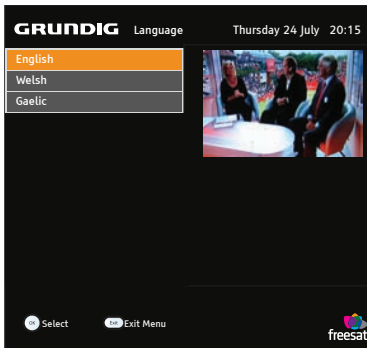 GRUNDIG Language Thursday 24 July 20:15
English
Welsh
Gaelic
OK Select Exit Exit Menu
freesat